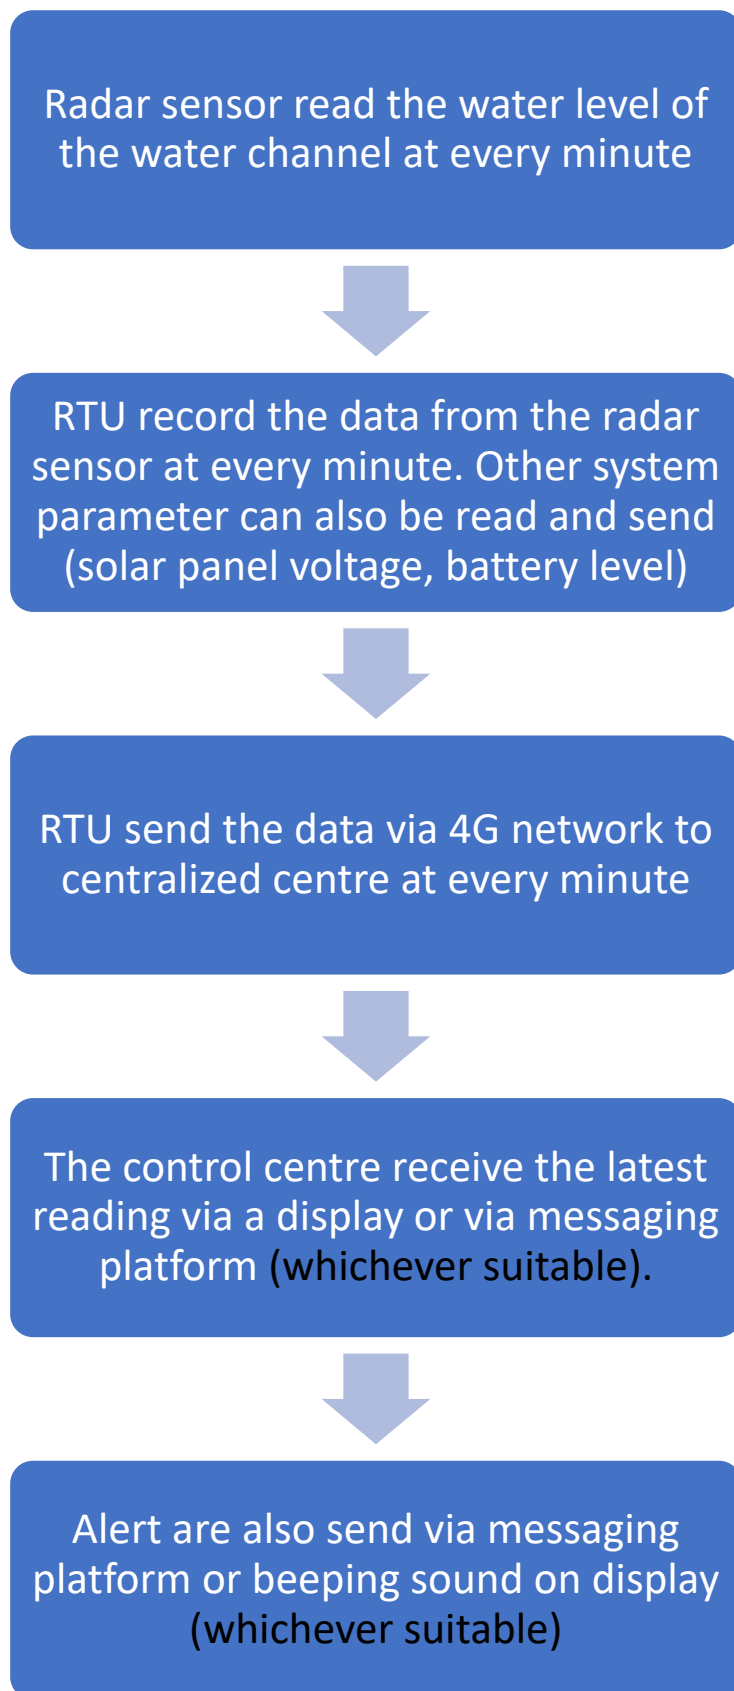 Radar sensor read the water level of
the water channel at every minute
RTU record the data from the radar
sensor at every minute. Other system
parameter can also be read and send
(solar panel voltage, battery level)
RTU send the data via 4G network to
centralized centre at every minute
The control centre receive the latest
reading via a display or via messaging
platform (whichever suitable).
Alert are also send via messaging
platform or beeping sound on display
(whichever suitable)